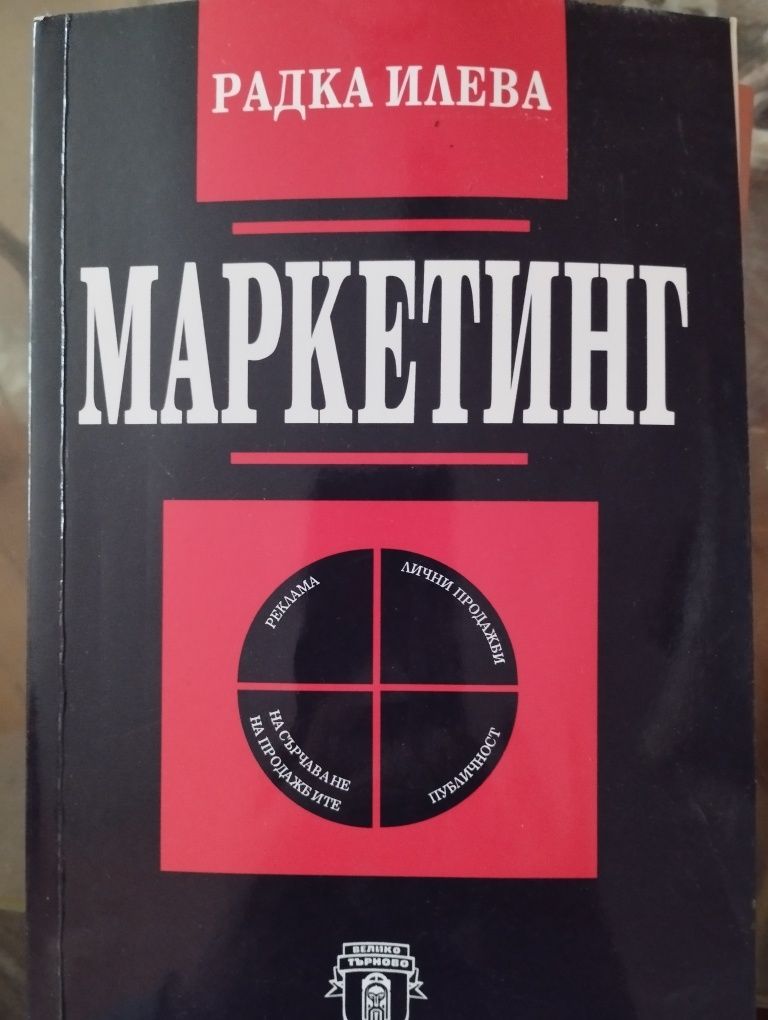 РАДКА ИЛЕВА
МАРКЕТИНГ
РЕКЛАМА
ЛИЧНИ ПРОДАЖБИ
НАСЪРЧАВАНЕ
НА ПРОДАЖБИТЕ
ПУБЛИЧНОСТ
ВЕЛИКО
ТЪРНОВО